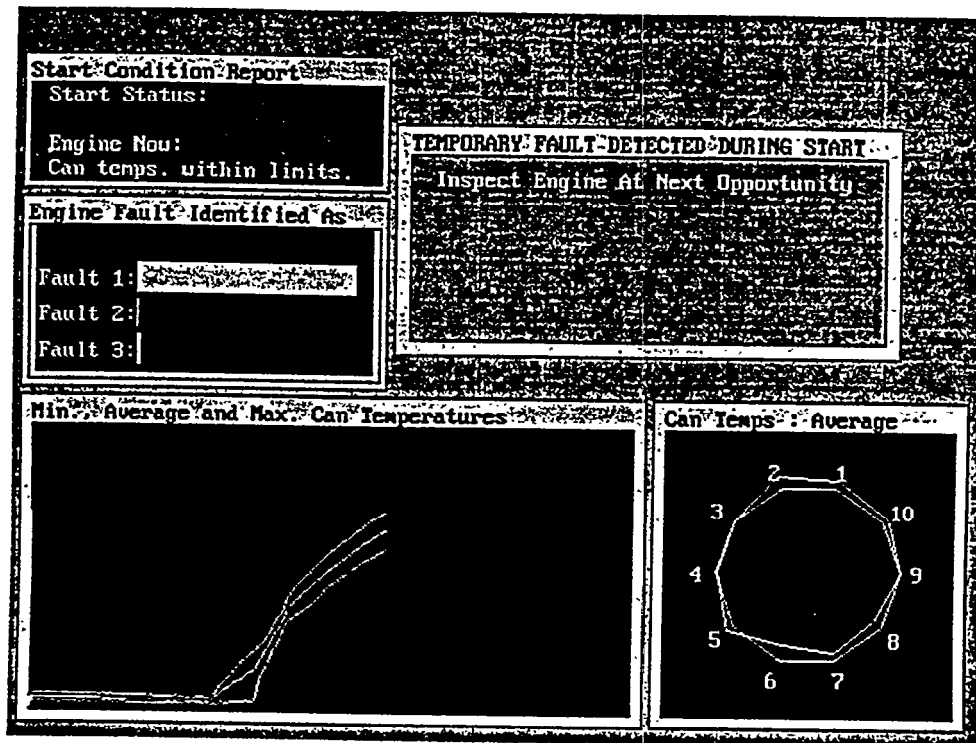 Start Condition Report
Start Status:
Engine Now:
Can temps. within limits.
TEMPORARY FAULT DETECTED DURING START
Inspect Engine At Next Opportunity
Engine Fault Identified As
Fault 1:
Fault 2:
Fault 3:
Min. Average and Max. Can Temperatures
Can Temps : Average
2 1
3 10
4 9
5 8
6 7